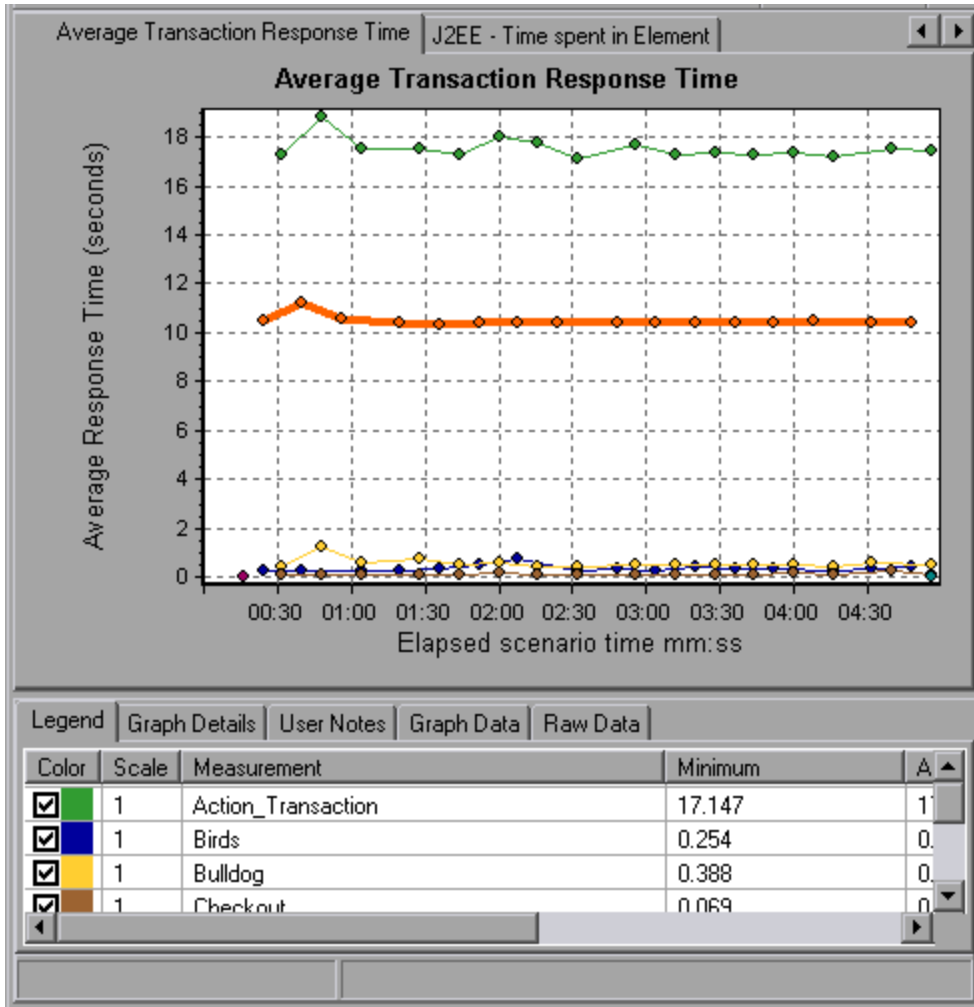 Average Transaction Response Time J2EE - Time spent in Element
Average Transaction Response Time
Average Response Time (seconds)
18
16
14
12
10
8
6
4
2
0
00:30 01:00 01:30 02:00 02:30 03:00 03:30 04:00 04:30
Elapsed scenario time mm:ss
Legend Graph Details User Notes Graph Data Raw Data
Color Scale Measurement Minimum A
1 Action_Transaction 17.147 1
1 Birds 0.254 0.
1 Bulldog 0.388 0.
1 Checkout 0.069 0